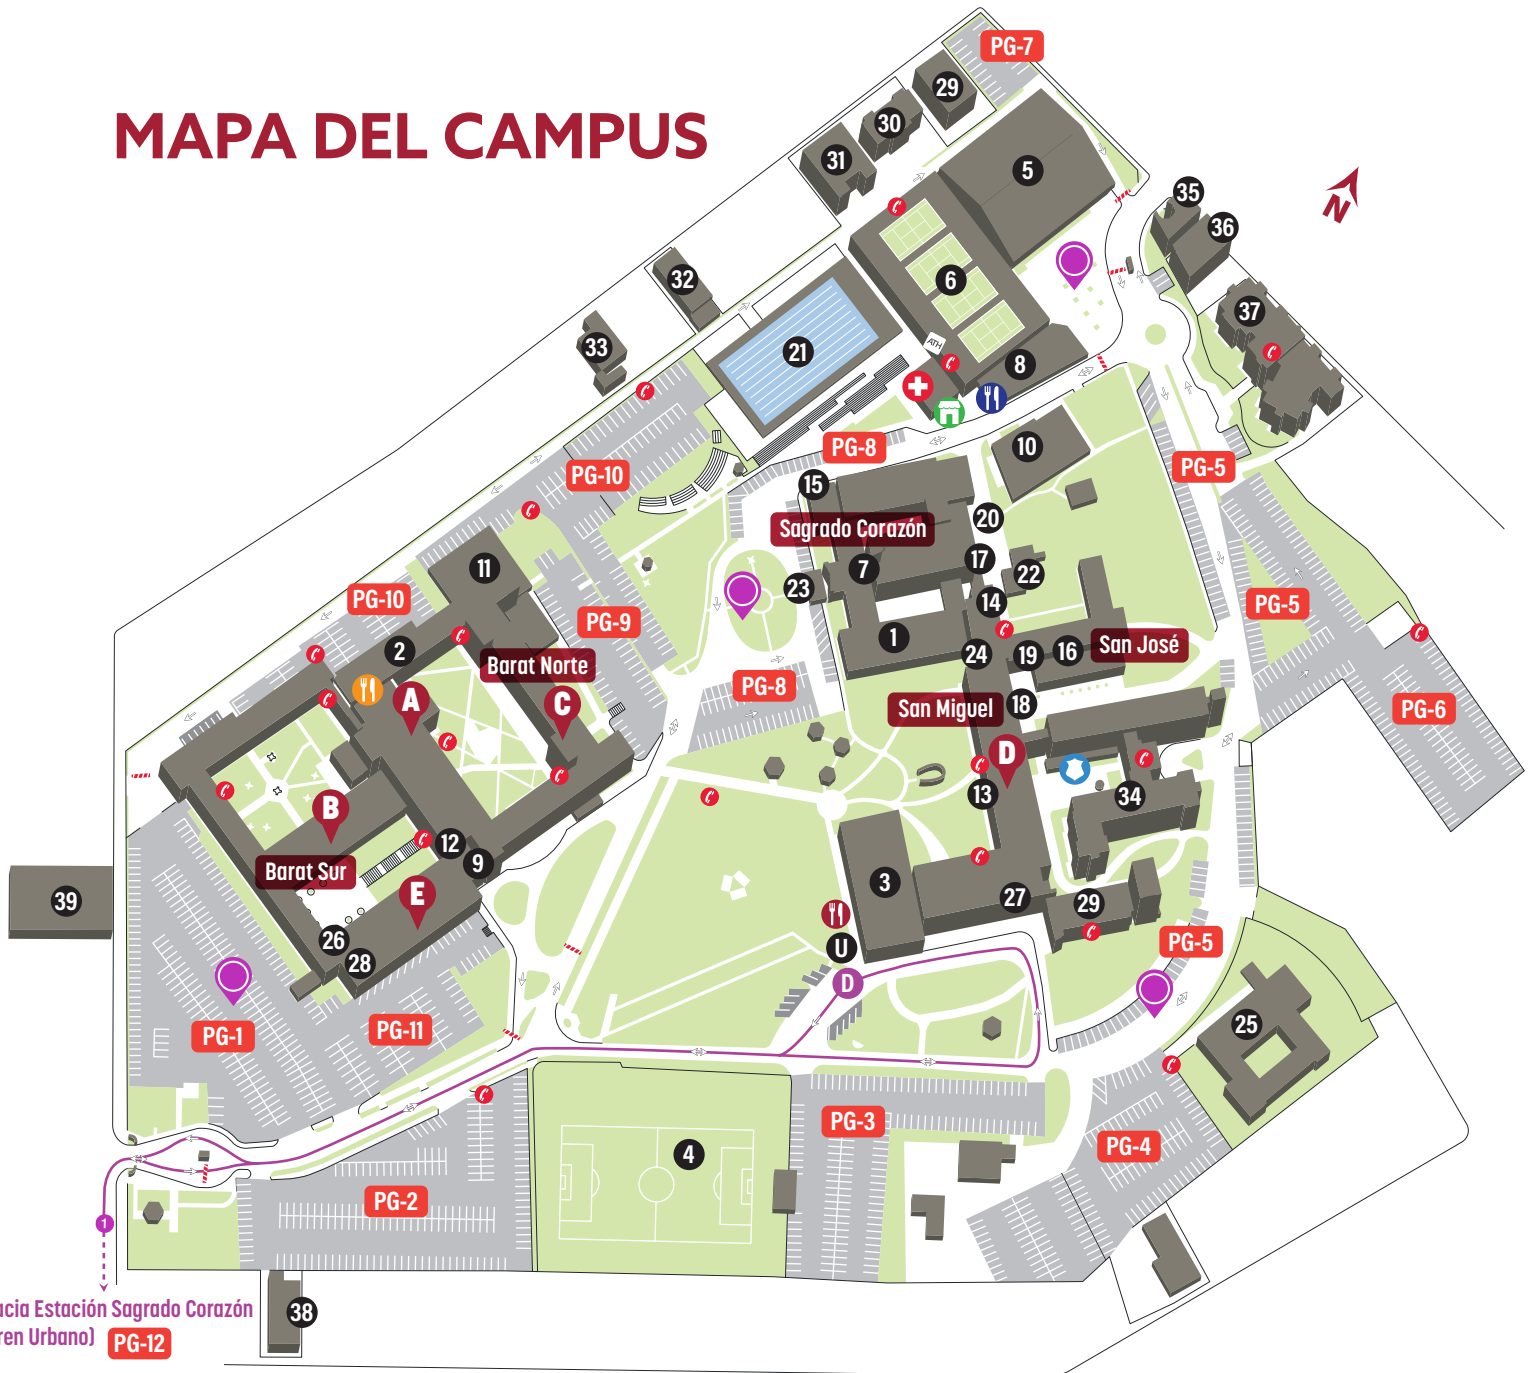 MAPA DEL CAMPUS
PG-7
29
30
31
5
35
36
N
32
6
37
33
21
ATH
8
10
PG-8
PG-5
PG-10
15
Sagrado Corazón
20
17
11
7
22
23
14
PG-10
PG-9
PG-5
2
1
24
19
16
San José
Barat Norte
PG-8
A
C
San Miguel
18
PG-6
D
B
13
34
12
9
Barat Sur
3
E
27
29
39
26
28
U
PG-5
D
PG-1
PG-11
25
PG-3
PG-4
4
PG-2
1
acia Estación Sagrado Corazón
ren Urbano)
PG-12
38